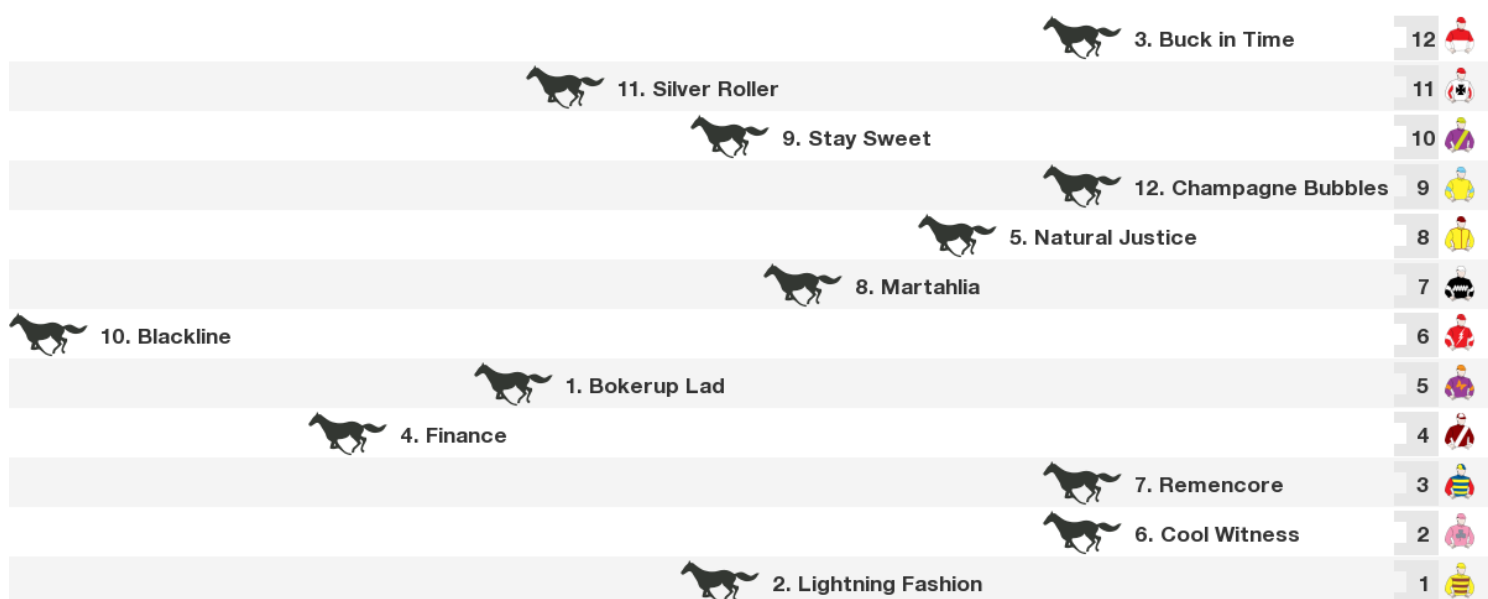 3. Buck in Time 12
11. Silver Roller 11
9. Stay Sweet 10
12. Champagne Bubbles 9
5. Natural Justice 8
8. Martahlia 7
10. Blackline 6
1. Bokerup Lad 5
4. Finance 4
7. Remencore 3
6. Cool Witness 2
2. Lightning Fashion 1